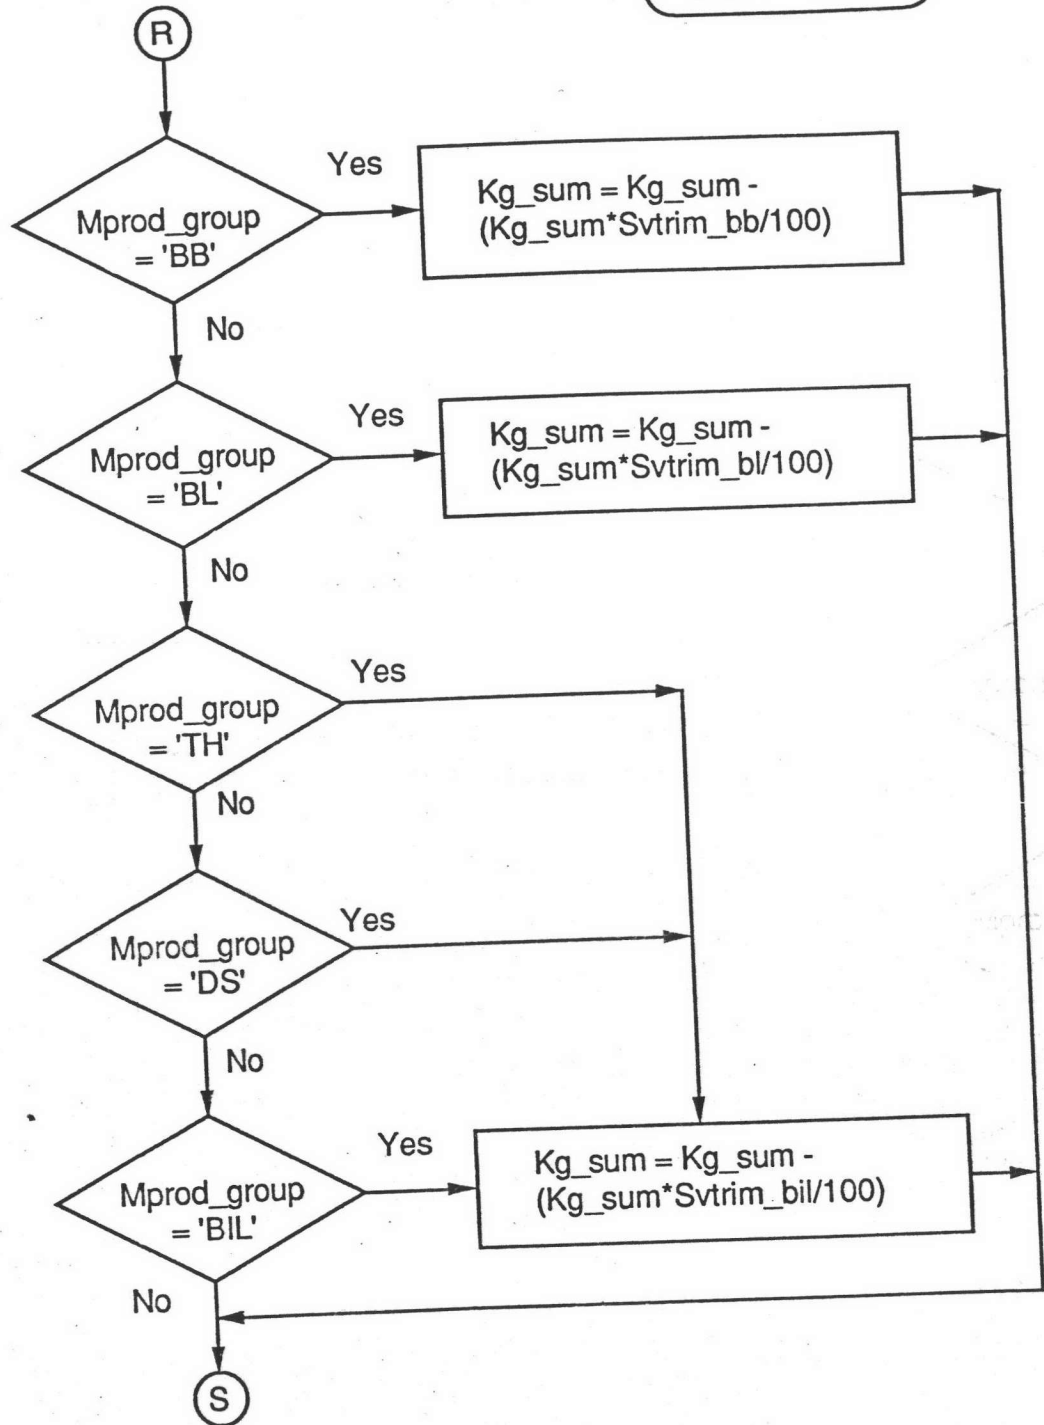 R
Mprod_group
= 'BB'
Yes
Kg_sum = Kg_sum -
(Kg_sum*Svtrim_bb/100)
No
Mprod_group
= 'BL'
Yes
Kg_sum = Kg_sum -
(Kg_sum*Svtrim_bl/100)
No
Mprod_group
= 'TH'
Yes
No
Mprod_group
= 'DS'
Yes
No
Mprod_group
= 'BIL'
Yes
Kg_sum = Kg_sum -
(Kg_sum*Svtrim_bil/100)
No
S